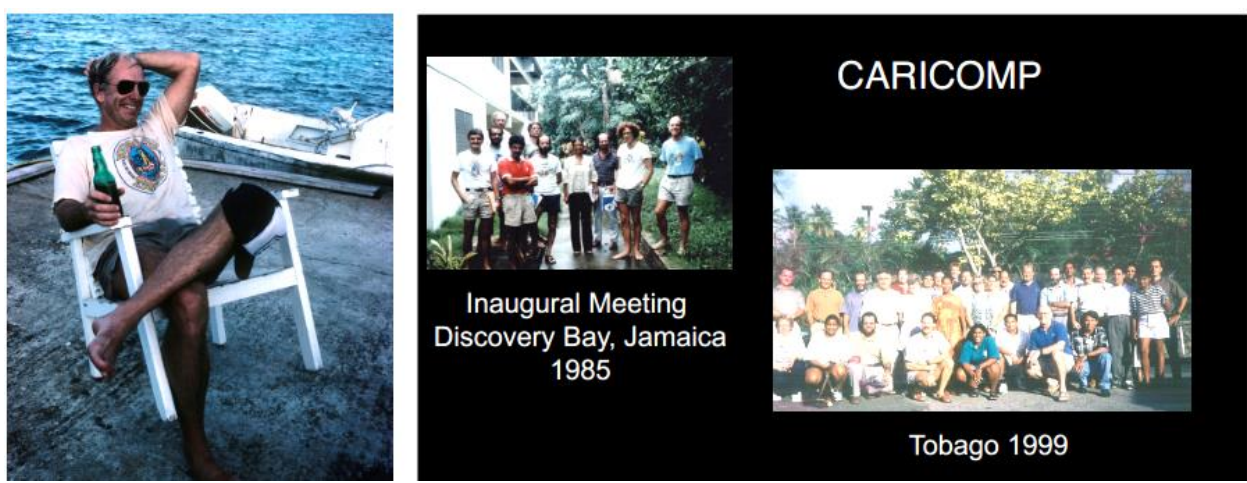 CARICOMP
Inaugural Meeting
Discovery Bay, Jamaica
1985
Tobago 1999